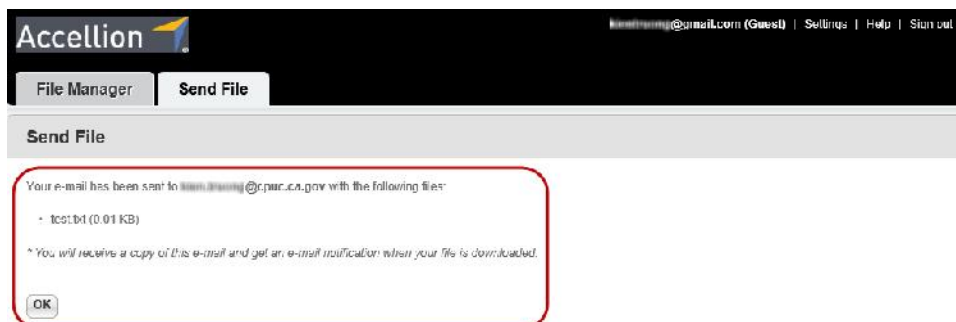 Accellion
@gmail.com (Guest) | Settings | Help | Sign out
File Manager
Send File
Send File
Your e-mail has been sent to @cpuc.ca.gov with the following files:
• test.txt (0.01 KB)
* You will receive a copy of this e-mail and get an e-mail notification when your file is downloaded.
OK